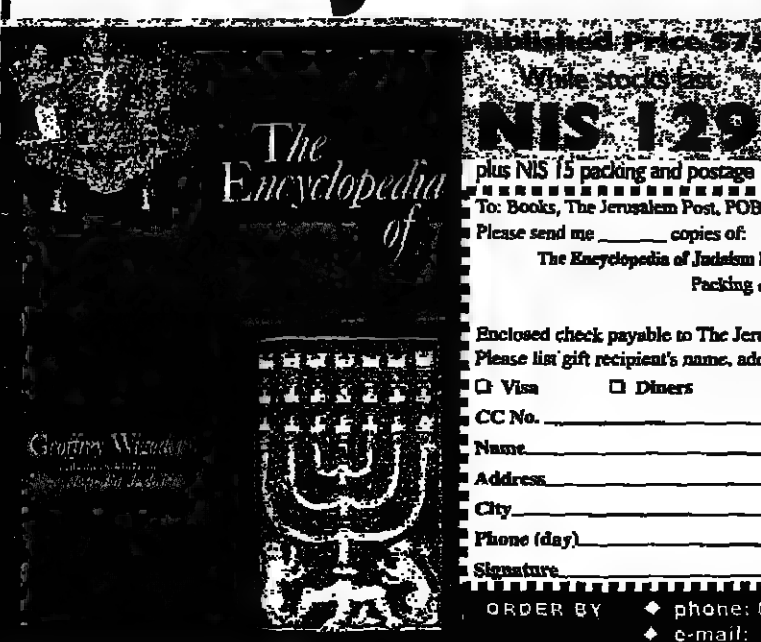 The
Encyclopedia
of
Geoffrey Wigoder
Published Price
While stocks last
NIS 129
plus NIS 15 packing and postage
To: Books, The Jerusalem Post, POB
Please send me ______ copies of:
The Encyclopedia of Judaism
Packing
Enclosed check payable to The Jer
Please list gift recipient's name, add
☐ Visa ☐ Diners
CC No.
Name
Address
City
Phone (day)
Signature
ORDER BY ◆ phone:
◆ e-mail: